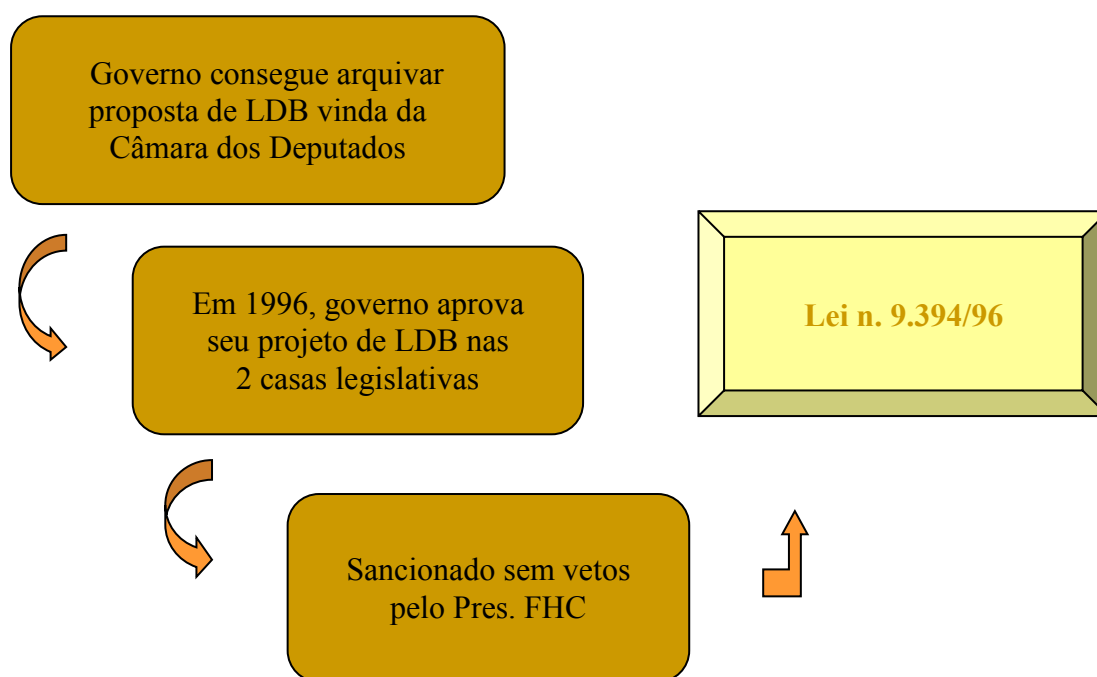 Governo consegue arquivar
proposta de LDB vinda da
Câmara dos Deputados
Em 1996, governo aprova
seu projeto de LDB nas
2 casas legislativas
Lei n. 9.394/96
Sancionado sem vetos
pelo Pres. FHC